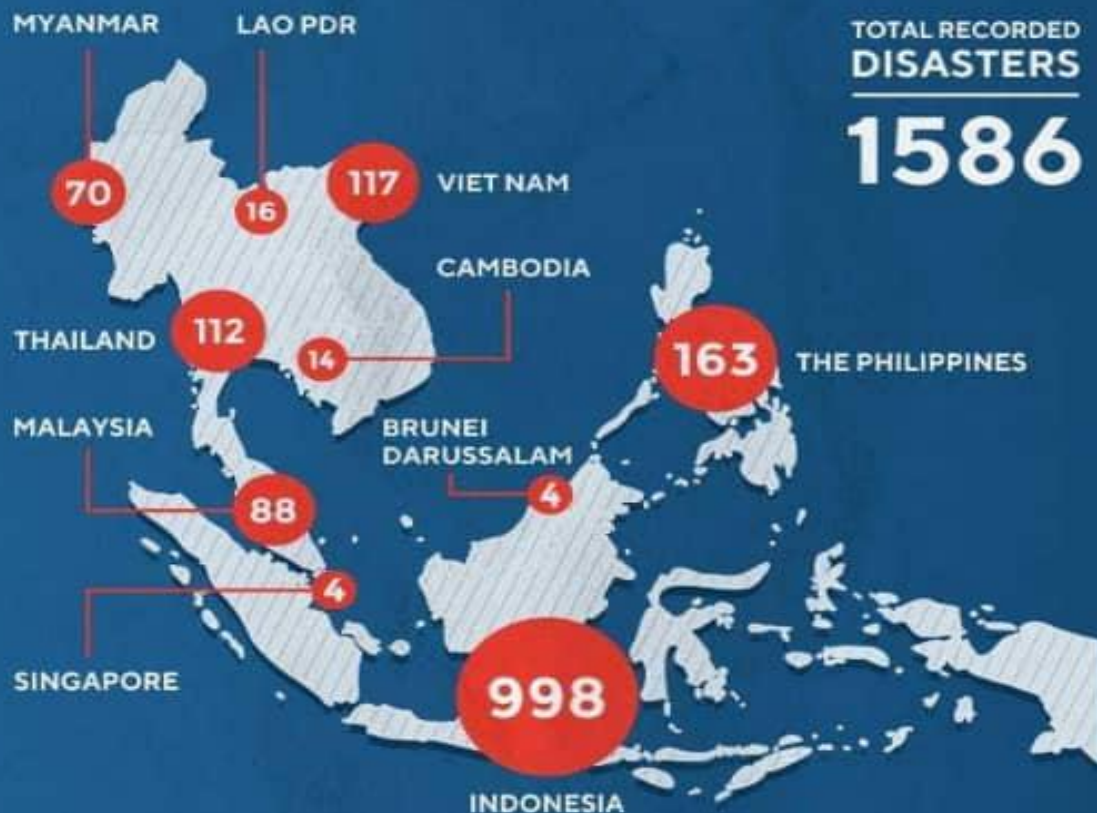 MYANMAR
LAO PDR
TOTAL RECORDED
DISASTERS
1586
70
16
117
VIET NAM
CAMBODIA
THAILAND
112
14
163
THE PHILIPPINES
MALAYSIA
88
BRUNEI
DARUSSALAM
4
4
SINGAPORE
998
INDONESIA